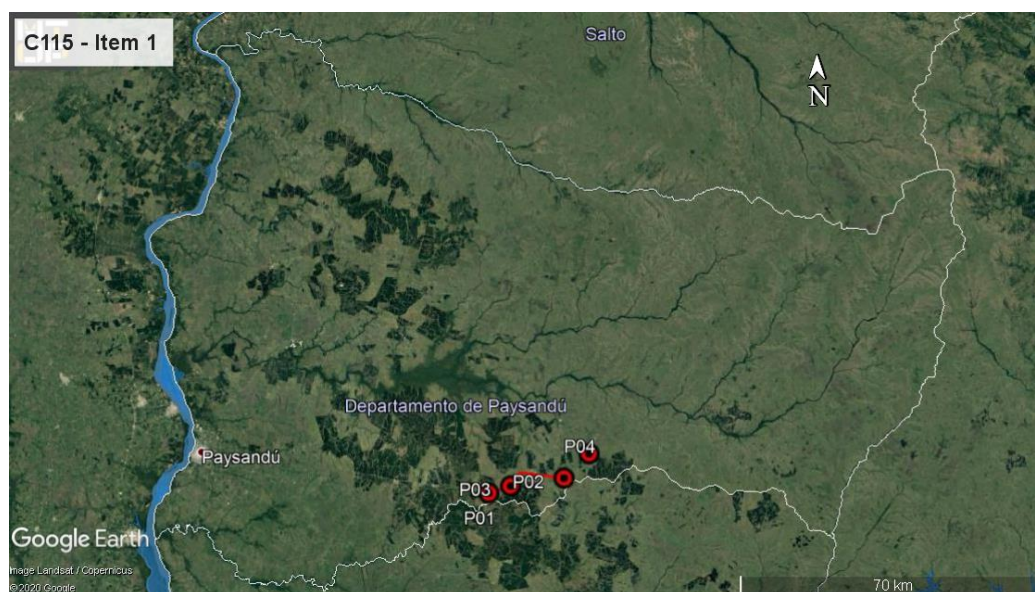 C115 - Item 1
Salto
N
Departamento de Paysandú
P04
Paysandú
P03
P02
P01
Google Earth
Image Landsat / Copernicus
©2020 Google
70 km